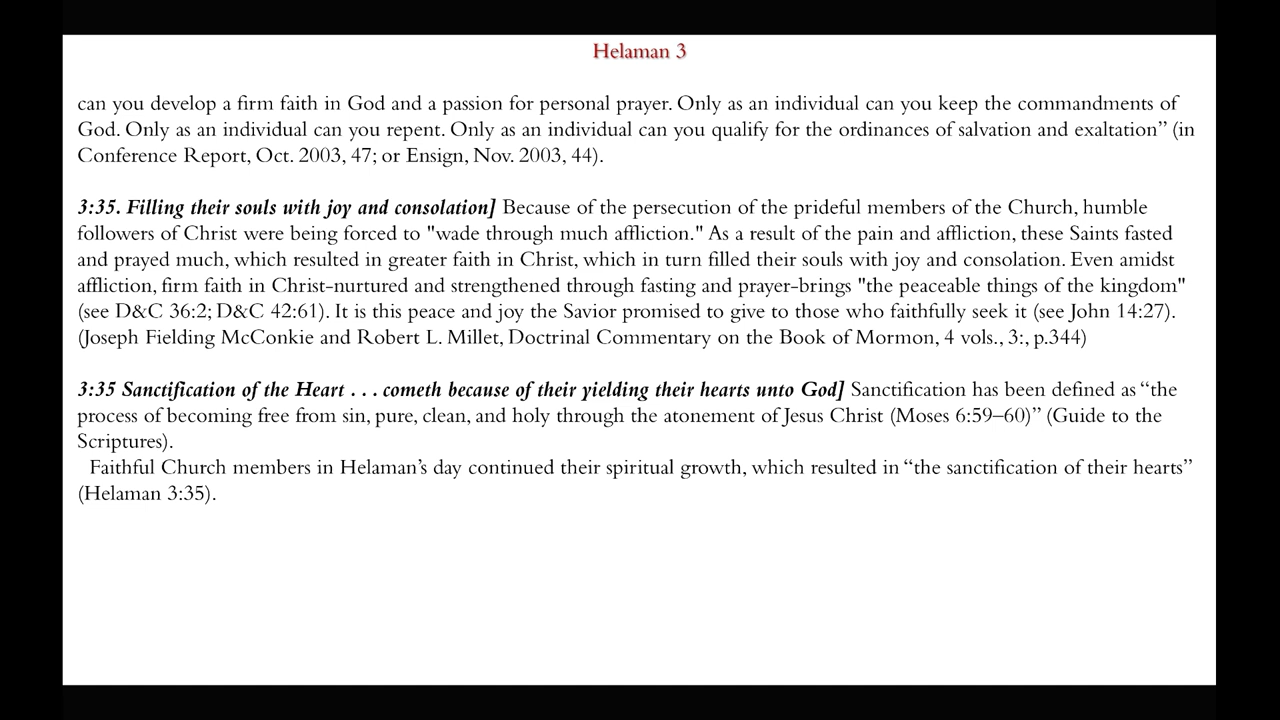 Helaman 3
can you develop a firm faith in God and a passion for personal prayer. Only as an individual can you keep the commandments of
God. Only as an individual can you repent. Only as an individual can you qualify for the ordinances of salvation and exaltation” (in
Conference Report, Oct. 2003, 47; or Ensign, Nov. 2003, 44).
3:35. Filling their souls with joy and consolation] Because of the persecution of the prideful members of the Church, humble
followers of Christ were being forced to "wade through much affliction." As a result of the pain and affliction, these Saints fasted
and prayed much, which resulted in greater faith in Christ, which in turn filled their souls with joy and consolation. Even amidst
affliction, firm faith in Christ-nurtured and strengthened through fasting and prayer-brings "the peaceable things of the kingdom"
(see D&C 36:2; D&C 42:61). It is this peace and joy the Savior promised to give to those who faithfully seek it (see John 14:27).
(Joseph Fielding McConkie and Robert L. Millet, Doctrinal Commentary on the Book of Mormon, 4 vols., 3:, p.344)
3:35 Sanctification of the Heart . . . cometh because of their yielding their hearts unto God] Sanctification has been defined as “the
process of becoming free from sin, pure, clean, and holy through the atonement of Jesus Christ (Moses 6:59–60)” (Guide to the
Scriptures).
Faithful Church members in Helaman’s day continued their spiritual growth, which resulted in “the sanctification of their hearts”
(Helaman 3:35).